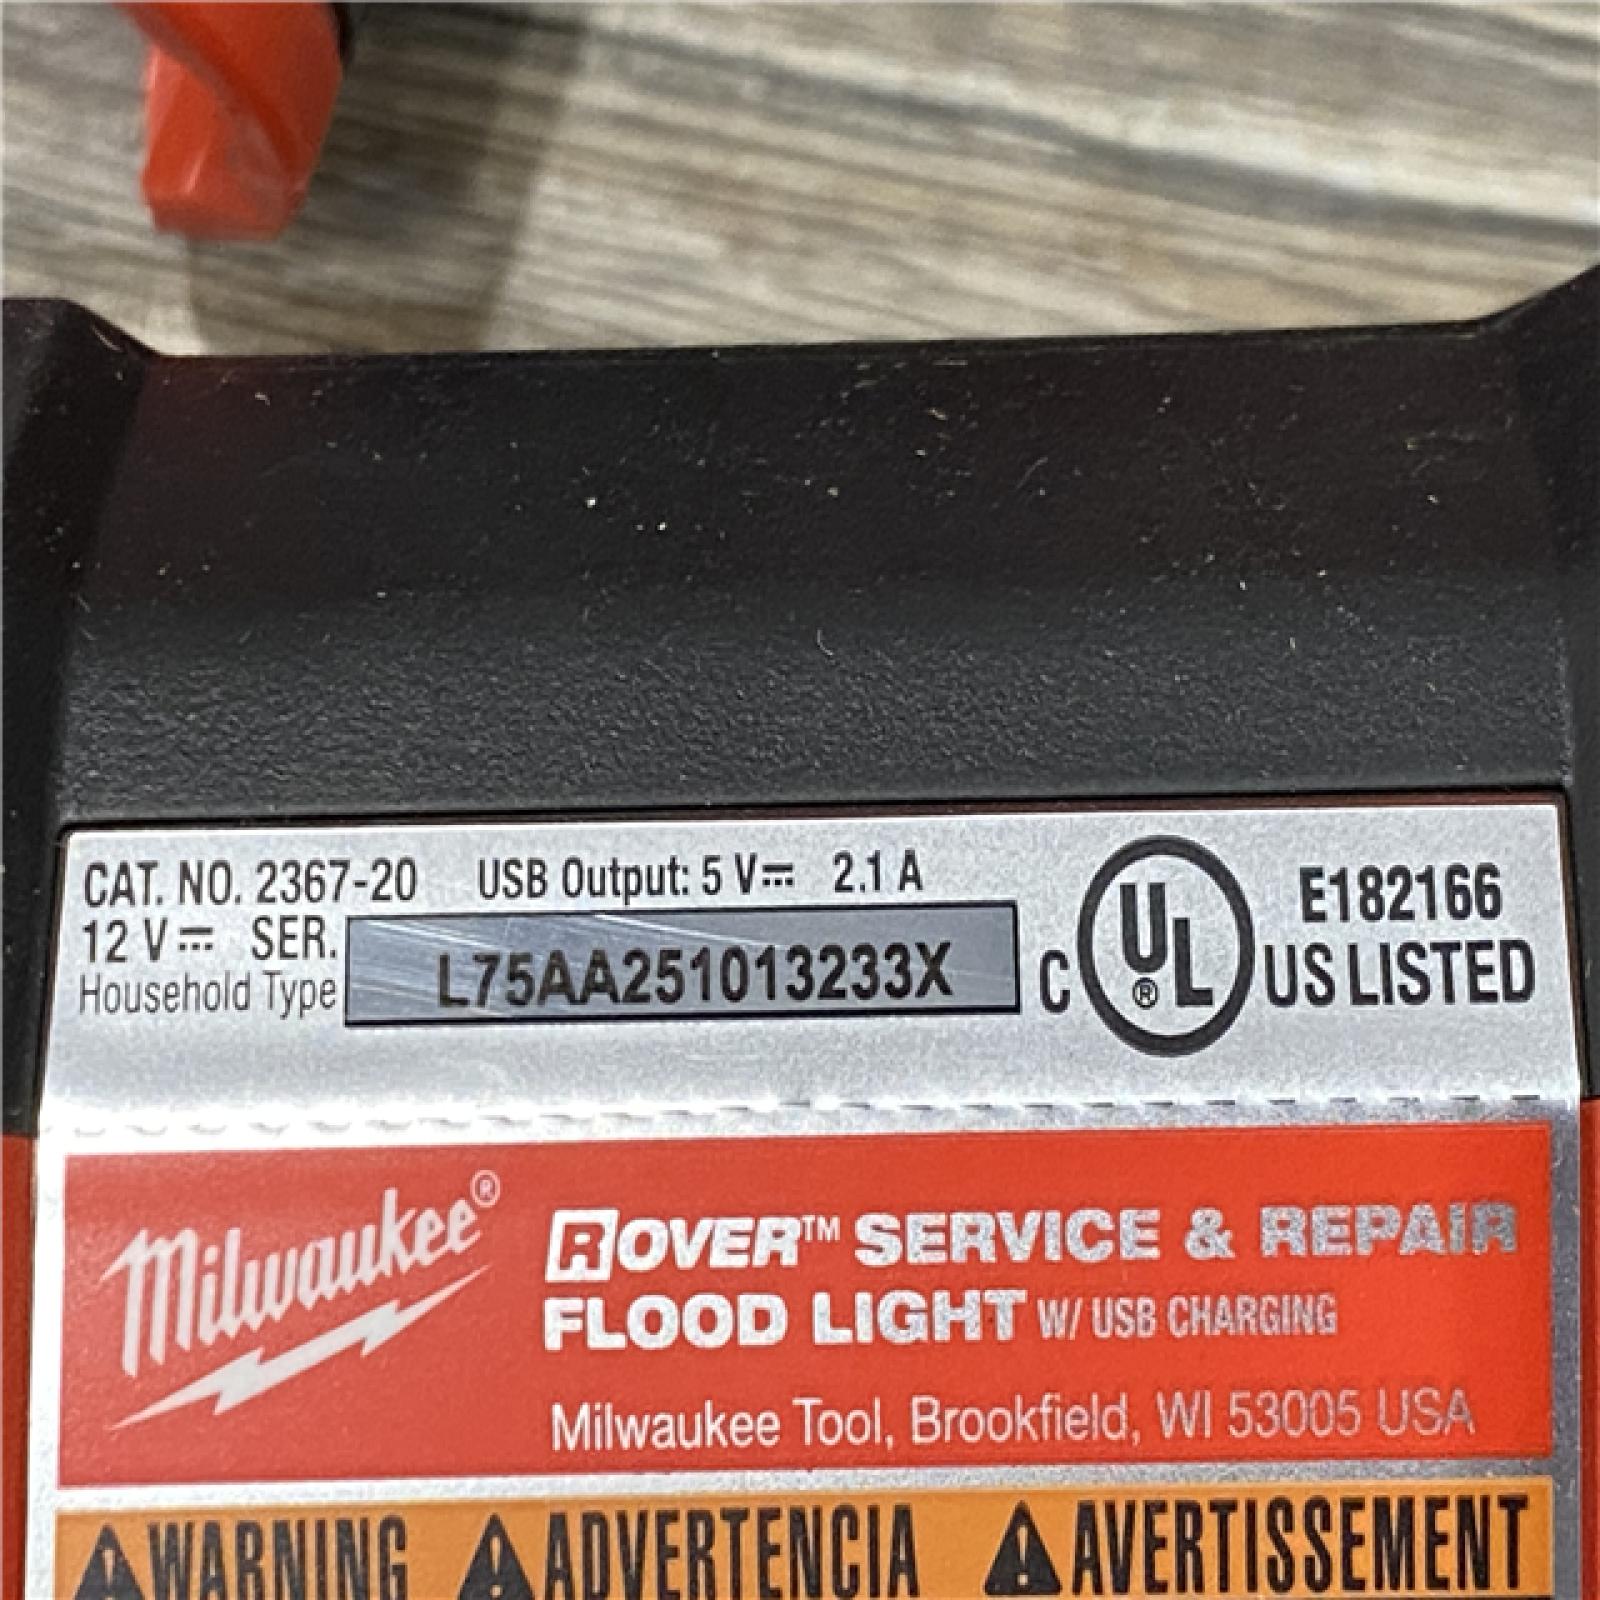 CAT. NO. 2367-20 USB Output: 5 V⎓ 2.1 A
12 V⎓ SER. L75AA251013233X
Household Type
C UL® US LISTED
E182166
Milwaukee®
ROVER™ SERVICE & REPAIR
FLOOD LIGHT W/ USB CHARGING
Milwaukee Tool, Brookfield, WI 53005 USA
WARNING ADVERTENCIA AVERTISSEMENT